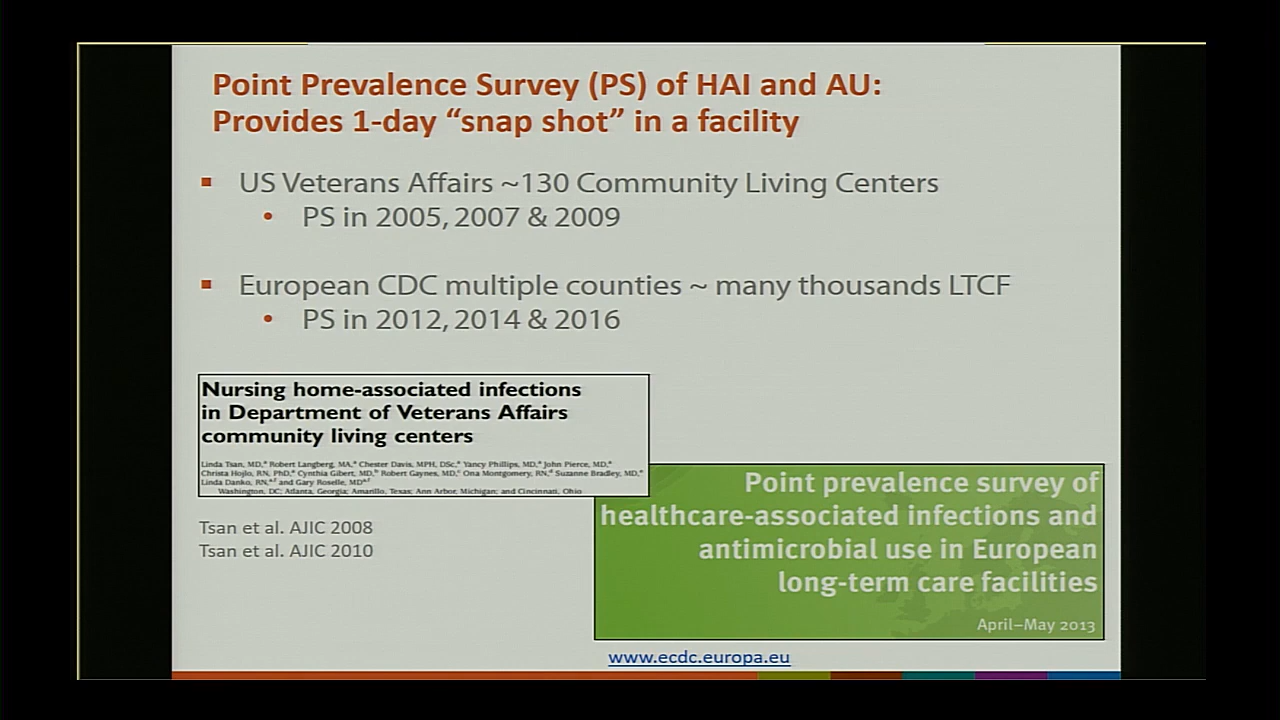 Point Prevalence Survey (PS) of HAI and AU:
Provides 1-day “snap shot” in a facility
▪ US Veterans Affairs ~130 Community Living Centers
• PS in 2005, 2007 & 2009
▪ European CDC multiple counties ~ many thousands LTCF
• PS in 2012, 2014 & 2016
Nursing home-associated infections
in Department of Veterans Affairs
community living centers
Linda Tsan, MD,ᵃ Robert Langberg, MA,ᵃ Chester Davis, MPH, DSc,ᵃ Yancy Phillips, MD,ᵃ John Pierce, MD,ᵃ
Christa Hojlo, RN, PhD,ᵃ Cynthia Gibert, MD,ᵇ Robert Gaynes, MD,ᶜ Ona Montgomery, RN,ᵈ Suzanne Bradley, MD,ᵉ
Linda Danko, RN,ᵃ,ᶠ and Gary Roselle, MDᵃ,ᶠ
Washington, DC; Atlanta, Georgia; Amarillo, Texas; Ann Arbor, Michigan; and Cincinnati, Ohio
Tsan et al. AJIC 2008
Tsan et al. AJIC 2010
Point prevalence survey of
healthcare-associated infections and
antimicrobial use in European
long-term care facilities
April–May 2013
www.ecdc.europa.eu